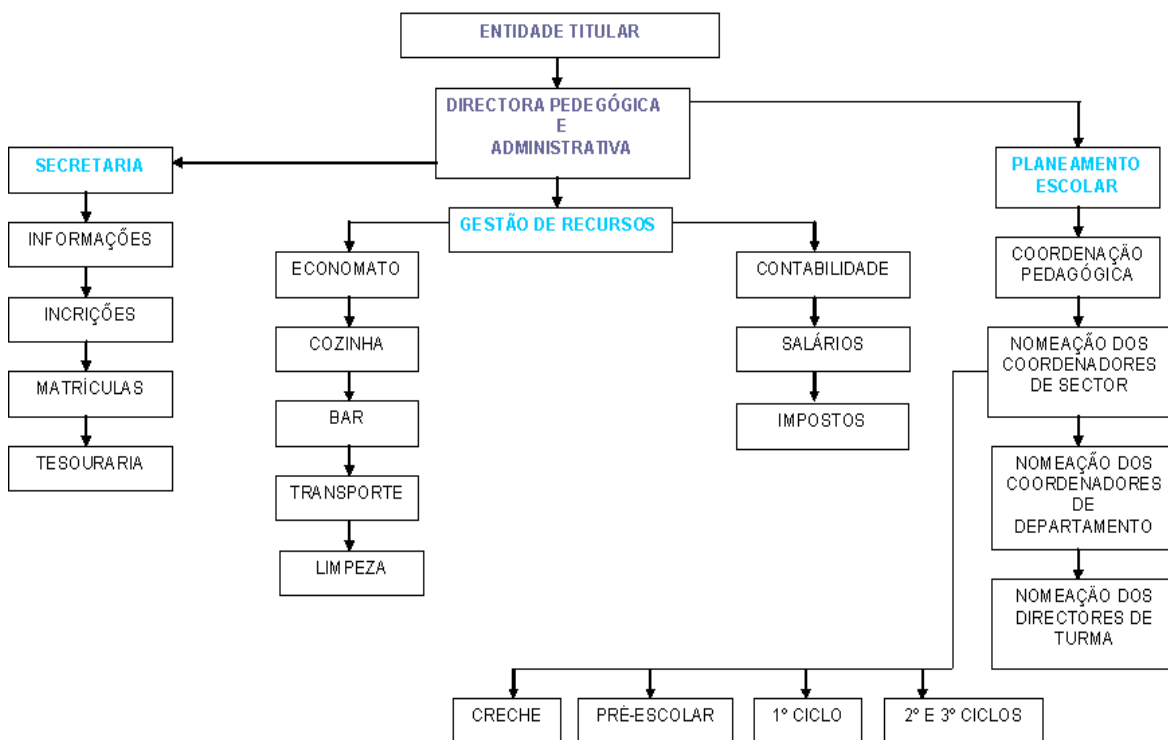 ENTIDADE TITULAR
DIRECTORA PEDEGÓGICA
E
ADMINISTRATIVA
SECRETARIA
INFORMAÇÕES
INCRIÇÕES
MATRÍCULAS
TESOURARIA
GESTÃO DE RECURSOS
ECONOMATO
COZINHA
BAR
TRANSPORTE
LIMPEZA
CONTABILIDADE
SALÁRIOS
IMPOSTOS
PLANEAMENTO
ESCOLAR
COORDENAÇÃO
PEDAGÓGICA
NOMEAÇÃO DOS
COORDENADORES
DE SECTOR
NOMEAÇÃO DOS
COORDENADORES
DE
DEPARTAMENTO
NOMEAÇÃO DOS
DIRECTORES DE
TURMA
CRECHE
PRÉ-ESCOLAR
1º CICLO
2º E 3º CICLOS